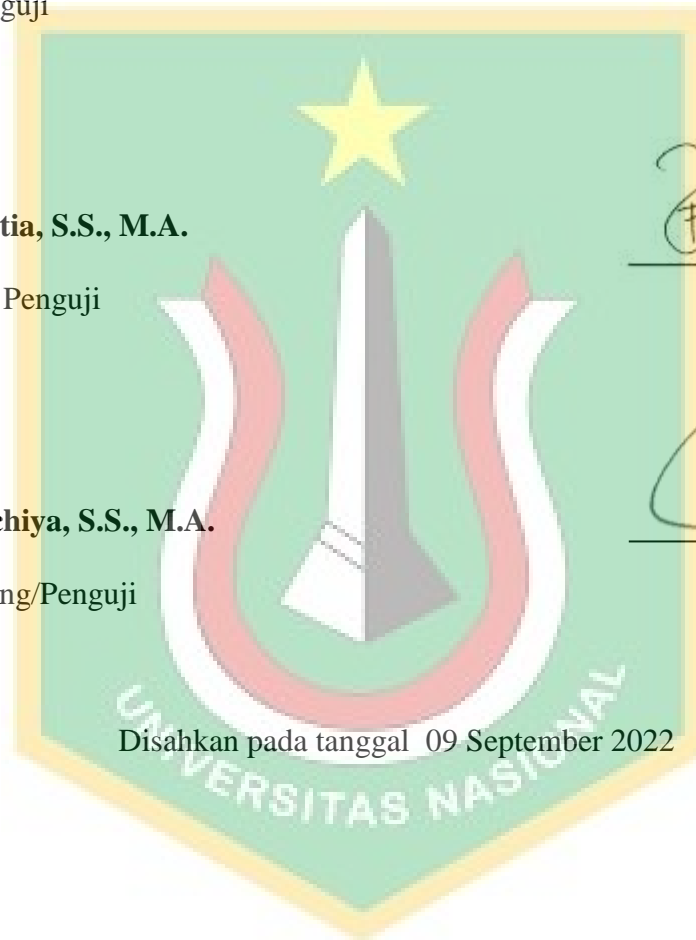 guji
tia, S.S., M.A.
Penguji
chiya, S.S., M.A.
ng/Penguji
Disahkan pada tanggal 09 September 2022
UNIVERSITAS NASIONAL